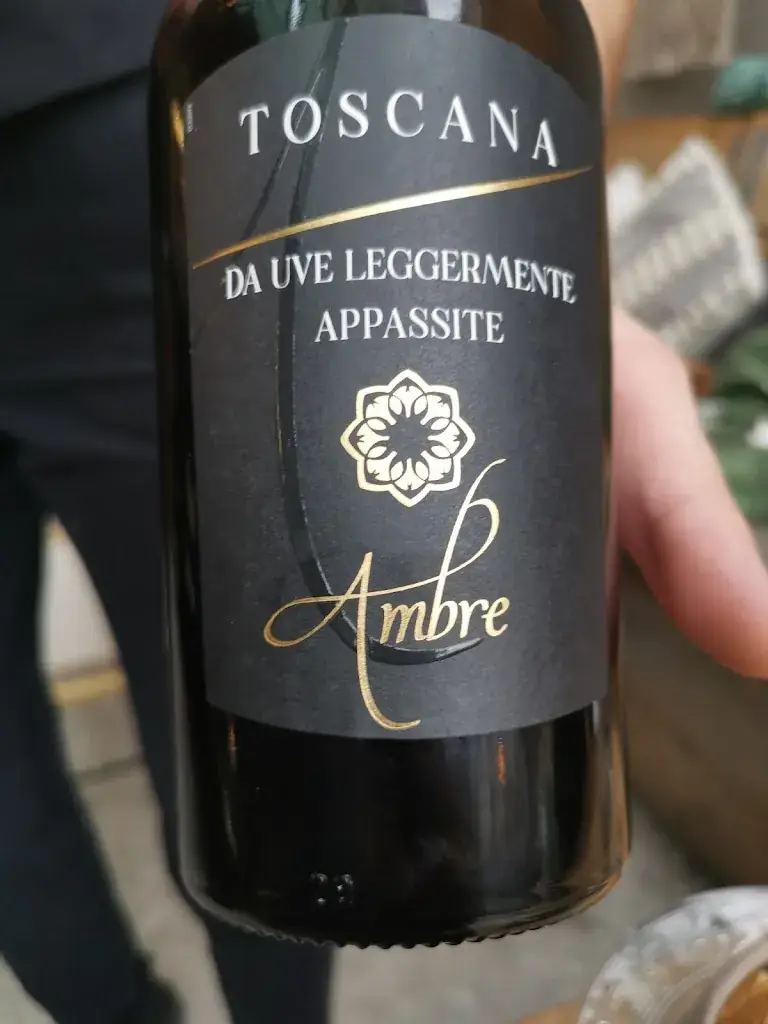 TOSCANA
DA UVE LEGGERMENTE
APPASSITE
Ambre